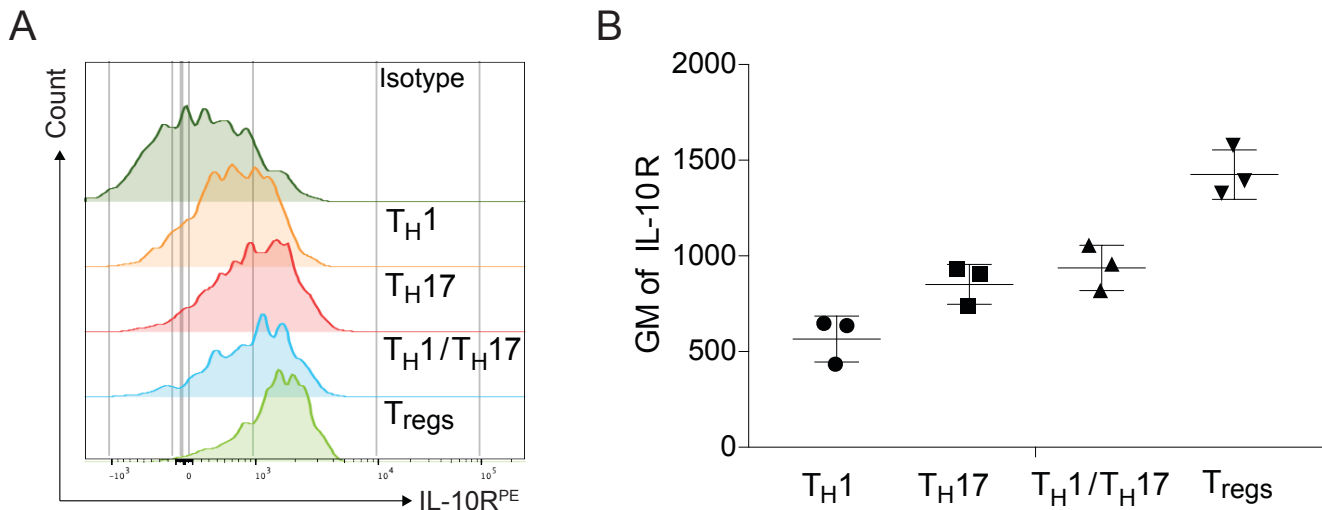 A
Count
Isotype
TH1
TH17
TH1/TH17
Tregs
-10³ 0 10³ 10⁴ 10⁵
IL-10RPE
B
GM of IL-10R
2000
1500
1000
500
0
TH1 TH17 TH1/TH17 Tregs